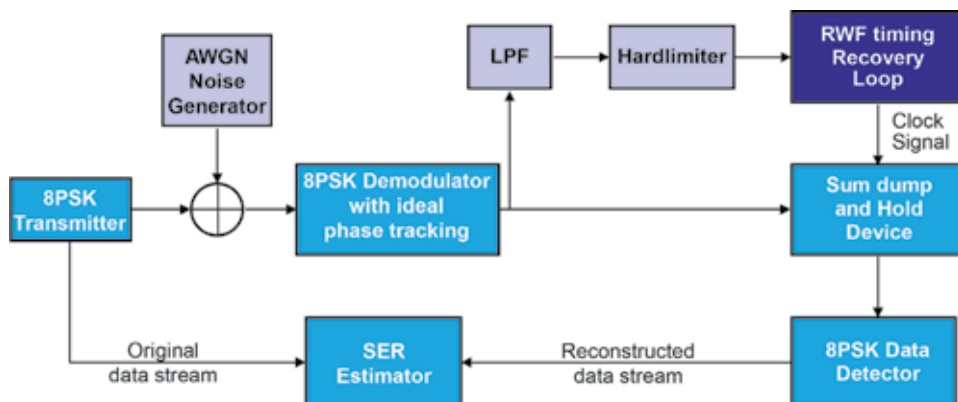 AWGN
Noise
Generator
LPF
Hardlimiter
RWF timing
Recovery
Loop
Clock
Signal
8PSK
Transmitter
8PSK Demodulator
with ideal
phase tracking
Sum dump
and Hold
Device
Original
data stream
SER
Estimator
Reconstructed
data stream
8PSK Data
Detector